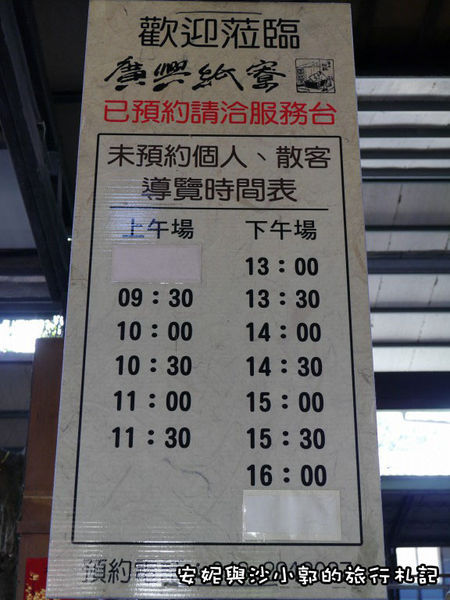 歡迎蒞臨
廣興紙寮
已預約請洽服務台
未預約個人、散客
導覽時間表
上午場 下午場
13:00
09:30 13:30
10:00 14:00
10:30 14:30
11:00 15:00
11:30 15:30
16:00
預約
安妮與沙小郭的旅行札記